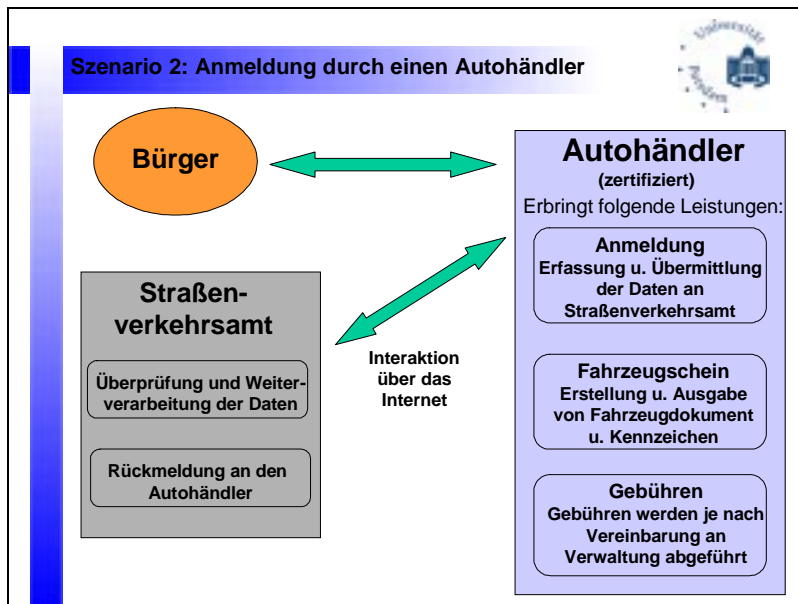 Szenario 2: Anmeldung durch einen Autohändler
Universität
Potsdam
Bürger
Autohändler
(zertifiziert)
Erbringt folgende Leistungen:
Anmeldung
Erfassung u. Übermittlung
der Daten an
Straßenverkehrsamt
Fahrzeugschein
Erstellung u. Ausgabe
von Fahrzeugdokument
u. Kennzeichen
Gebühren
Gebühren werden je nach
Vereinbarung an
Verwaltung abgeführt
Straßen-
verkehrsamt
Überprüfung und Weiter-
verarbeitung der Daten
Rückmeldung an den
Autohändler
Interaktion
über das
Internet